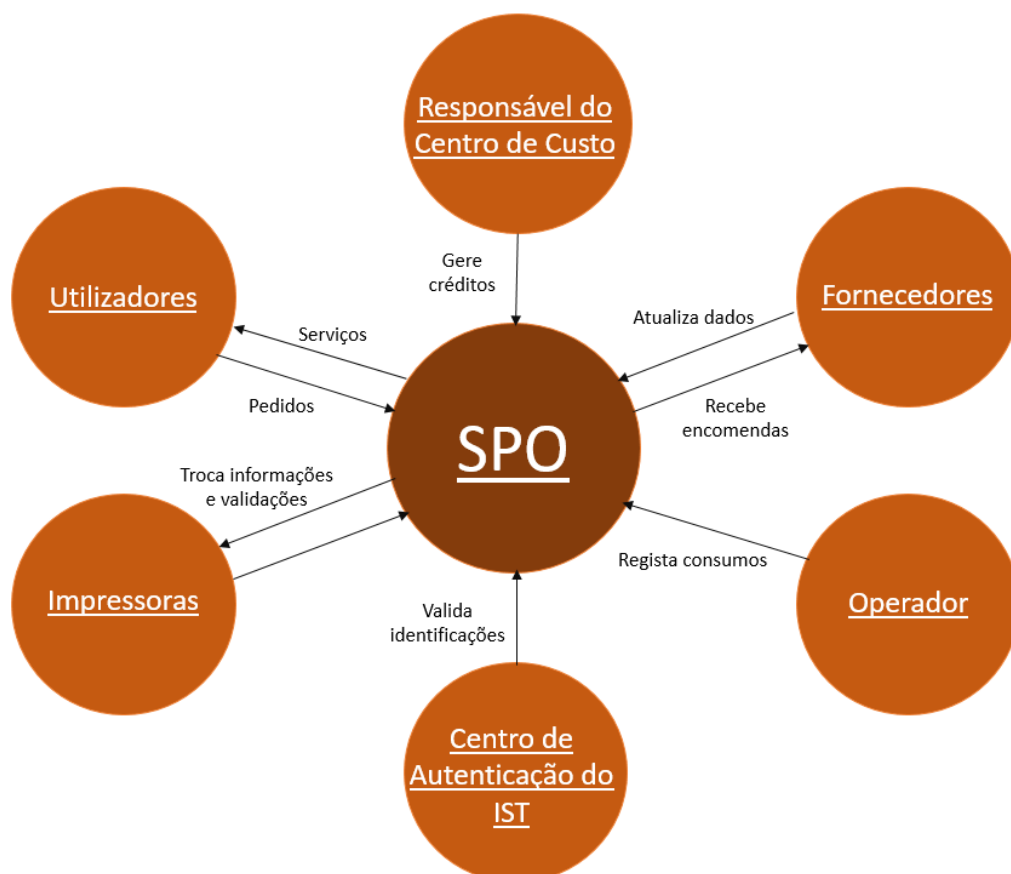 Responsável do
Centro de Custo
Utilizadores
Fornecedores
Gere
créditos
Atualiza dados
Serviços
Pedidos
Recebe
encomendas
SPO
Troca informações
e validações
Regista consumos
Impressoras
Operador
Valida
identificações
Centro de
Autenticação do
IST